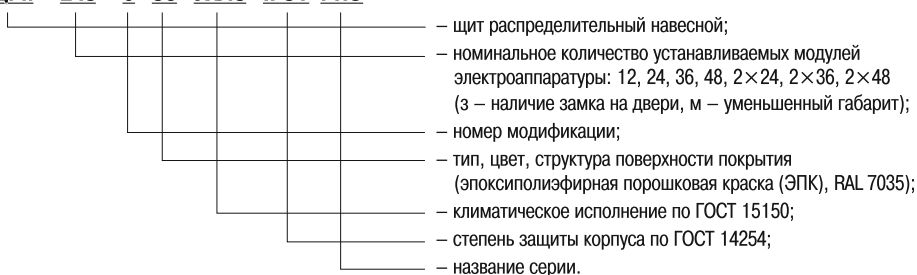 – щит распределительный навесной;
– номинальное количество устанавливаемых модулей
электроаппаратуры: 12, 24, 36, 48, 2×24, 2×36, 2×48
(з – наличие замка на двери, м – уменьшенный габарит);
– номер модификации;
– тип, цвет, структура поверхности покрытия
(эпоксиполиэфирная порошковая краска (ЭПК), RAL 7035);
– климатическое исполнение по ГОСТ 15150;
– степень защиты корпуса по ГОСТ 14254;
– название серии.